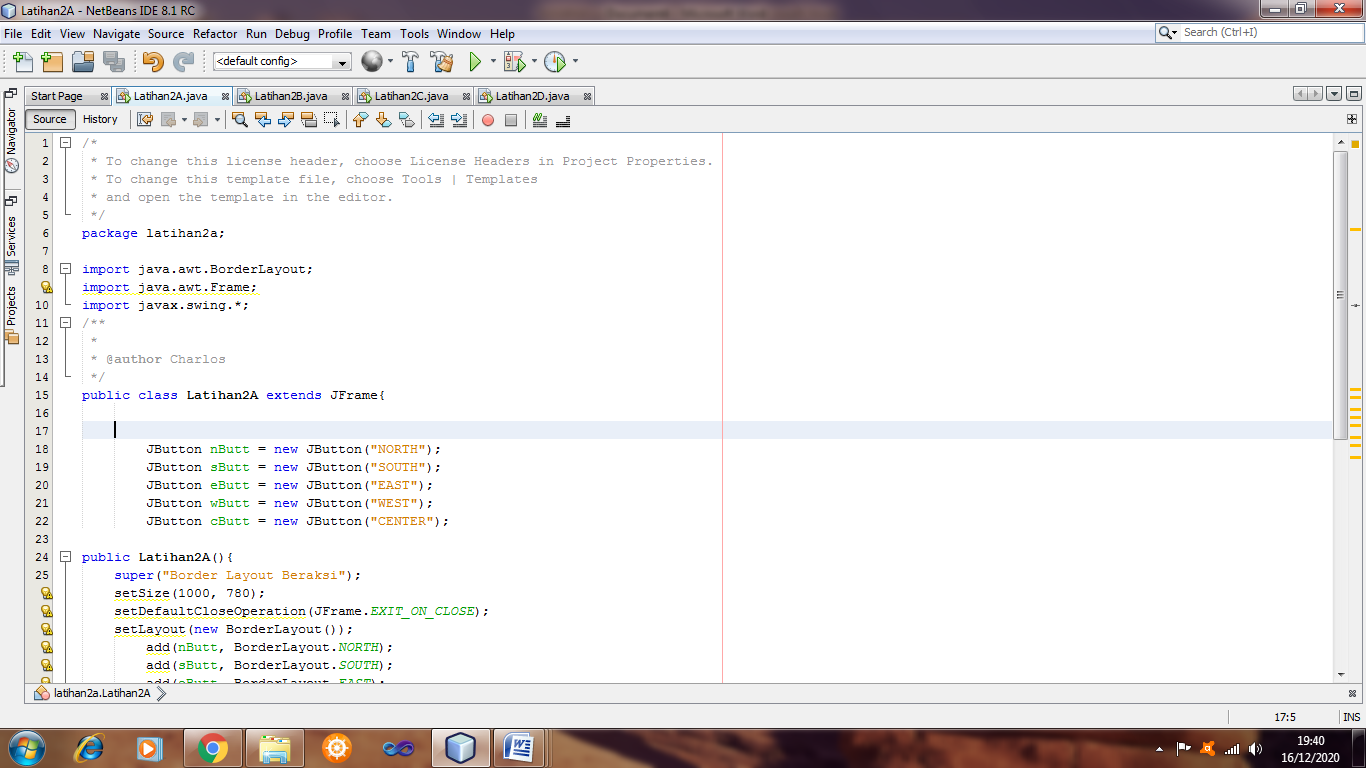 Latihan2A - NetBeans IDE 8.1 RC
File Edit View Navigate Source Refactor Run Debug Profile Team Tools Window Help
Search (Ctrl+I)
<default config>
Start Page Latihan2A.java Latihan2B.java Latihan2C.java Latihan2D.java
Source History
Navigator
Services
Projects
1 /*
2 * To change this license header, choose License Headers in Project Properties.
3 * To change this template file, choose Tools | Templates
4 * and open the template in the editor.
5 */
6 package latihan2a;
7
8 import java.awt.BorderLayout;
import java.awt.Frame;
10 import javax.swing.*;
11 /**
12 *
13 * @author Charlos
14 */
15 public class Latihan2A extends JFrame{
16
17
18 JButton nButt = new JButton("NORTH");
19 JButton sButt = new JButton("SOUTH");
20 JButton eButt = new JButton("EAST");
21 JButton wButt = new JButton("WEST");
22 JButton cButt = new JButton("CENTER");
23
24 public Latihan2A(){
25 super("Border Layout Beraksi");
setSize(1000, 780);
setDefaultCloseOperation(JFrame.EXIT_ON_CLOSE);
setLayout(new BorderLayout());
add(nButt, BorderLayout.NORTH);
add(sButt, BorderLayout.SOUTH);
add(eButt, BorderLayout.EAST);
latihan2a.Latihan2A
17:5 INS
19:40
16/12/2020